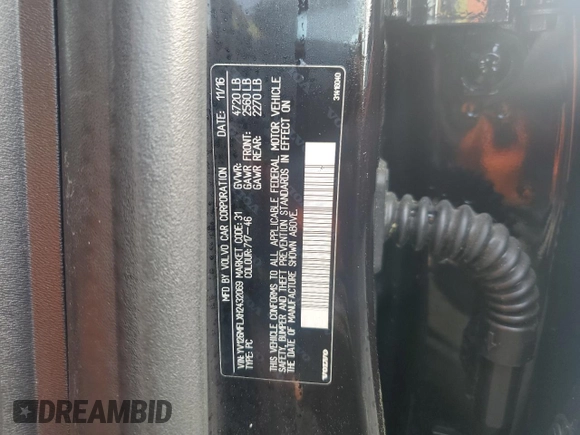 MFD BY VOLVO CAR CORPORATION DATE: 11/16
GVWR: 4720 LB
GAWR FRONT: 2560 LB
GAWR REAR: 2270 LB
VIN: YV126MFLXH2432069 MARKET CODE: 31
TYPE: PC COLOUR: 717-46
THIS VEHICLE CONFORMS TO ALL APPLICABLE FEDERAL MOTOR VEHICLE
SAFETY, BUMPER AND THEFT PREVENTION STANDARDS IN EFFECT ON
THE DATE OF MANUFACTURE SHOWN ABOVE.
VOLVO
DREAMBID